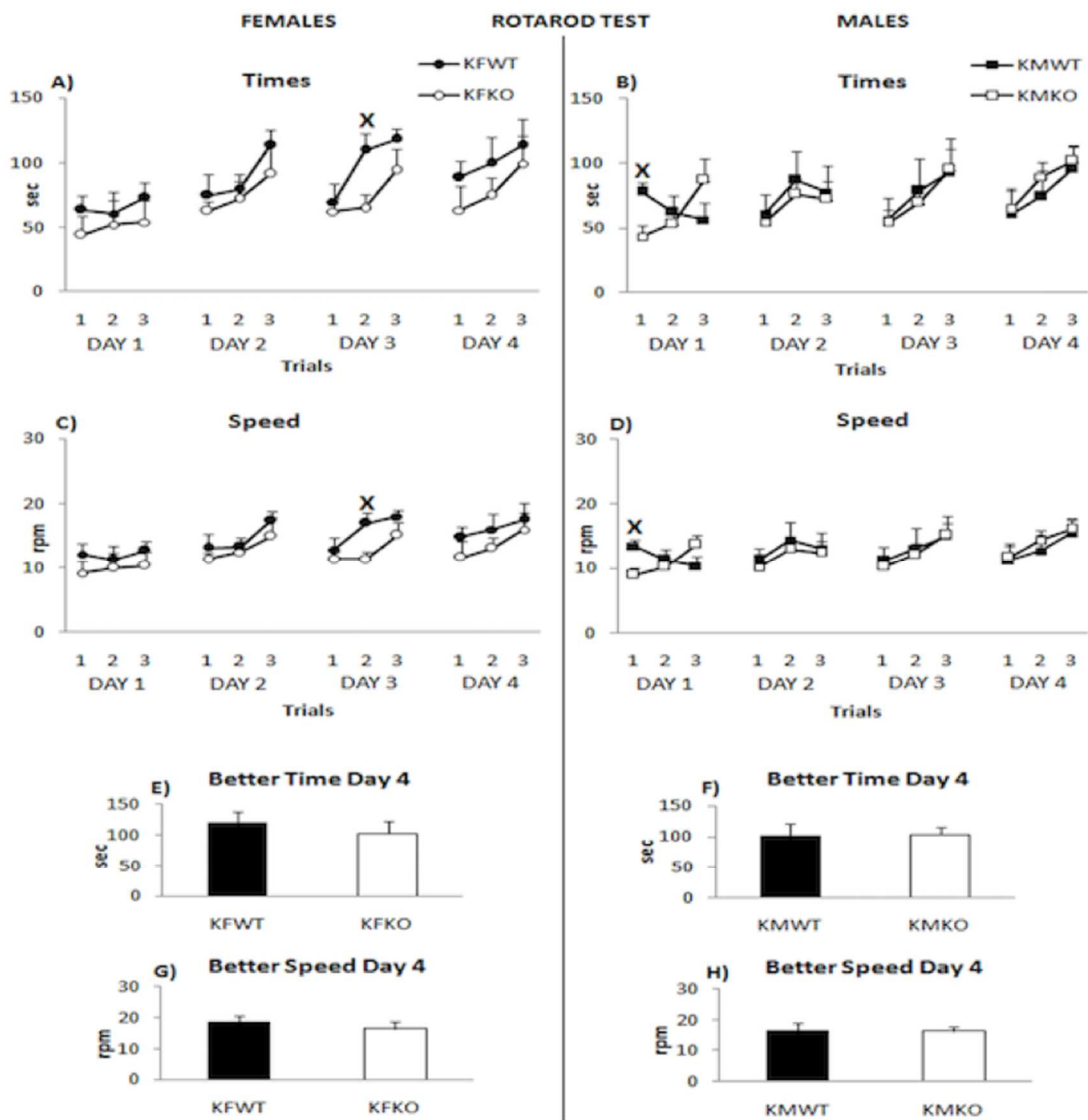 FEMALES ROTAROD TEST MALES
KFWT
KFKO
A) Times
150
100
50
0
sec
X
1 2 3 1 2 3 1 2 3 1 2 3
DAY 1 DAY 2 DAY 3 DAY 4
Trials
KMWT
KMKO
B) Times
150
100
50
0
sec
X
1 2 3 1 2 3 1 2 3 1 2 3
DAY 1 DAY 2 DAY 3 DAY 4
Trials
C) Speed
30
20
10
0
rpm
X
1 2 3 1 2 3 1 2 3 1 2 3
DAY 1 DAY 2 DAY 3 DAY 4
Trials
D) Speed
30
20
10
0
rpm
X
1 2 3 1 2 3 1 2 3 1 2 3
DAY 1 DAY 2 DAY 3 DAY 4
Trials
E) Better Time Day 4
150
100
50
0
sec
KFWT KFKO
F) Better Time Day 4
150
100
50
0
sec
KMWT KMKO
G) Better Speed Day 4
30
20
10
0
rpm
KFWT KFKO
H) Better Speed Day 4
30
20
10
0
rpm
KMWT KMKO